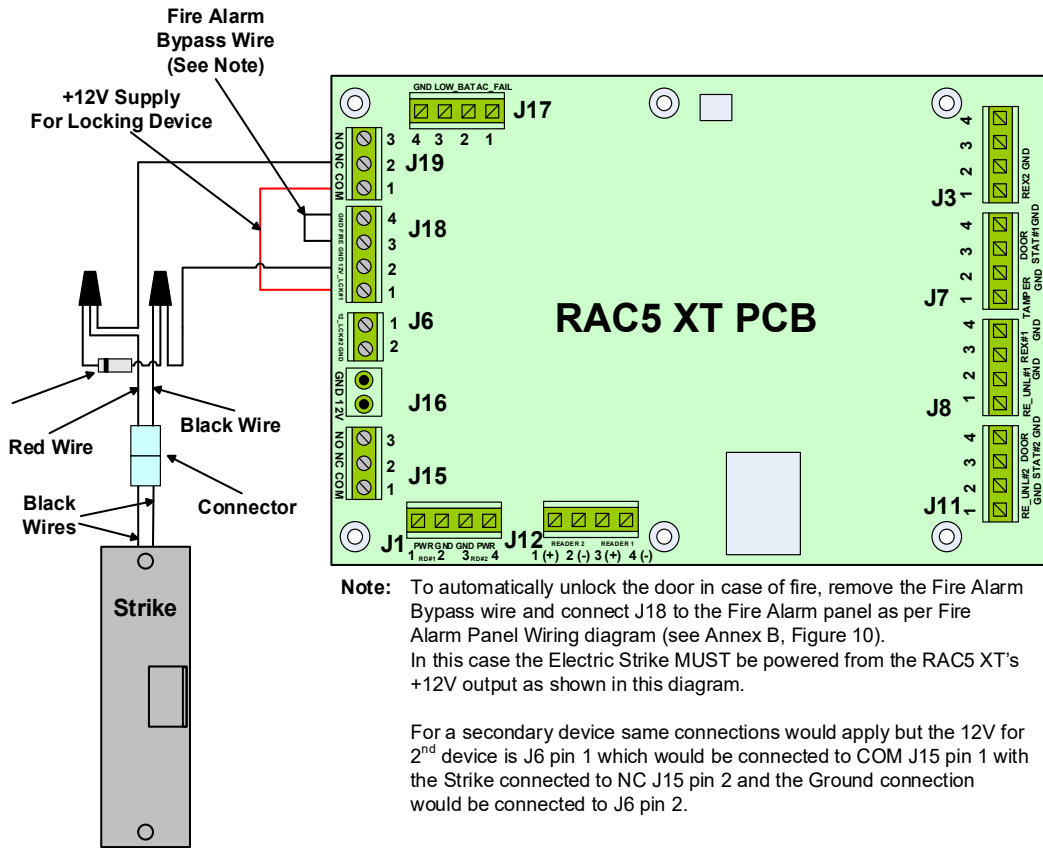 Fire Alarm
Bypass Wire
(See Note)
+12V Supply
For Locking Device
GND LOW_BAT AC_FAIL
J17
4 3 2 1
NO NC COM
3
2
1
J19
GND FIRE GND 12V_LCK#1
4
3
2
1
J18
12_LCK#2 GND
1
2
J6
GND 12V
J16
NO NC COM
3
2
1
J15
RAC5 XT PCB
4
3
2
1
J3
REX2 GND
4
3
2
1
J7
TAMPER DOOR
GND STAT#1 GND
4
3
2
1
J8
RE_UNL#1 REX#1
GND GND
4
3
2
1
J11
RE_UNL#2 DOOR
GND STAT#2 GND
J1
PWR GND GND PWR
1 RD#1 2 3 RD#2 4
J12
READER 2 READER 1
1 (+) 2 (-) 3 (+) 4 (-)
Red Wire
Black Wire
Black
Wires
Connector
Strike
Note: To automatically unlock the door in case of fire, remove the Fire Alarm
Bypass wire and connect J18 to the Fire Alarm panel as per Fire
Alarm Panel Wiring diagram (see Annex B, Figure 10).
In this case the Electric Strike MUST be powered from the RAC5 XT's
+12V output as shown in this diagram.
For a secondary device same connections would apply but the 12V for
2nd device is J6 pin 1 which would be connected to COM J15 pin 1 with
the Strike connected to NC J15 pin 2 and the Ground connection
would be connected to J6 pin 2.